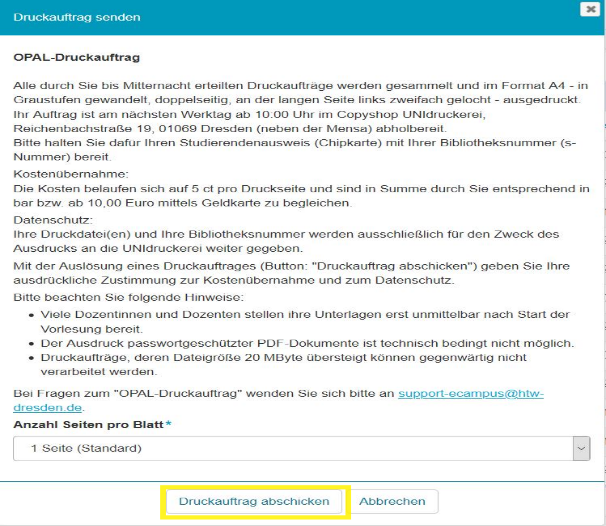 Druckauftrag senden
OPAL-Druckauftrag
Alle durch Sie bis Mitternacht erteilten Druckaufträge werden gesammelt und im Format A4 - in
Graustufen gewandelt, doppelseitig, an der langen Seite links zweifach gelocht - ausgedruckt.
Ihr Auftrag ist am nächsten Werktag ab 10:00 Uhr im Copyshop UNIdruckerei,
Reichenbachstraße 19, 01069 Dresden (neben der Mensa) abholbereit.
Bitte halten Sie dafur Ihren Studierendenausweis (Chipkarte) mit Ihrer Bibliotheksnummer (s-
Nummer) bereit.
Kostenübernahme:
Die Kosten belaufen sich auf 5 ct pro Druckseite und sind in Summe durch Sie entsprechend in
bar bzw. ab 10,00 Euro mittels Geldkarte zu begleichen.
Datenschutz:
Ihre Druckdatei(en) und Ihre Bibliotheksnummer werden ausschließlich für den Zweck des
Ausdrucks an die UNIdruckerei weiter gegeben.
Mit der Auslösung eines Druckauftrages (Button: "Druckauftrag abschicken") geben Sie Ihre
ausdrückliche Zustimmung zur Kostenübernahme und zum Datenschutz.
Bitte beachten Sie folgende Hinweise:
• Viele Dozentinnen und Dozenten stellen ihre Unterlagen erst unmittelbar nach Start der
Vorlesung bereit.
• Der Ausdruck passwortgeschützter PDF-Dokumente ist technisch bedingt nicht möglich.
• Druckaufträge, deren Dateigröße 20 MByte übersteigt können gegenwärtig nicht
verarbeitet werden.
Bei Fragen zum "OPAL-Druckauftrag" wenden Sie sich bitte an support-ecampus@htw-
dresden.de.
Anzahl Seiten pro Blatt*
1 Seite (Standard)
Druckauftrag abschicken Abbrechen